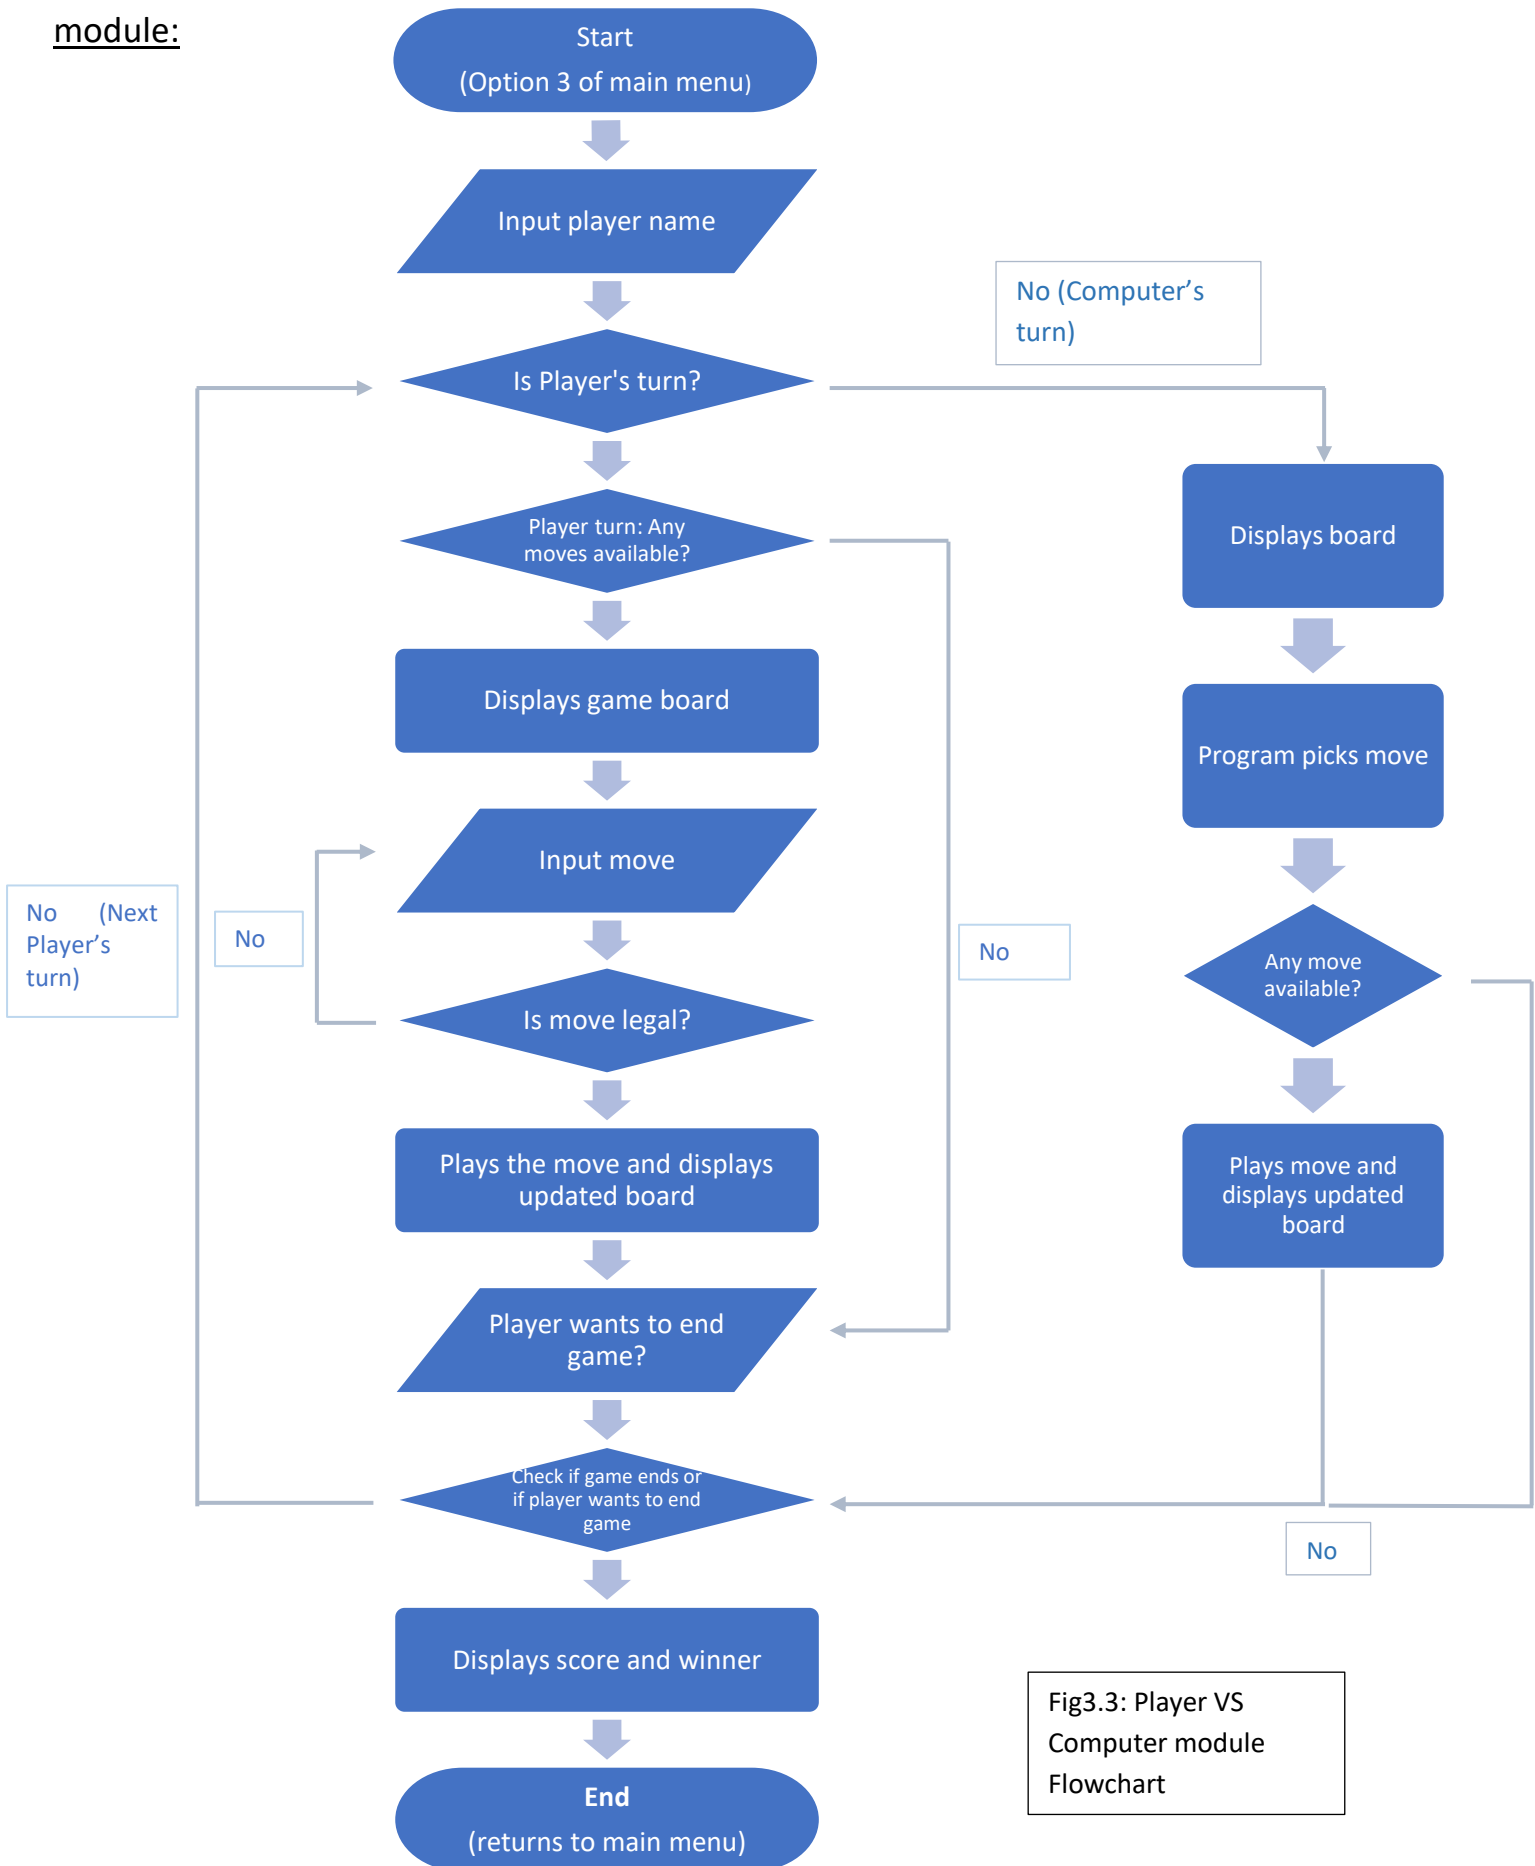 module:
Start
(Option 3 of main menu)
Input player name
No (Computer’s
turn)
Is Player's turn?
Player turn: Any
moves available?
Displays board
Displays game board
Program picks move
Input move
No (Next
Player’s
turn)
No
No
Any move
available?
Is move legal?
Plays the move and displays
updated board
Plays move and
displays updated
board
Player wants to end
game?
Check if game ends or
if player wants to end
game
No
Displays score and winner
Fig3.3: Player VS
Computer module
Flowchart
End
(returns to main menu)